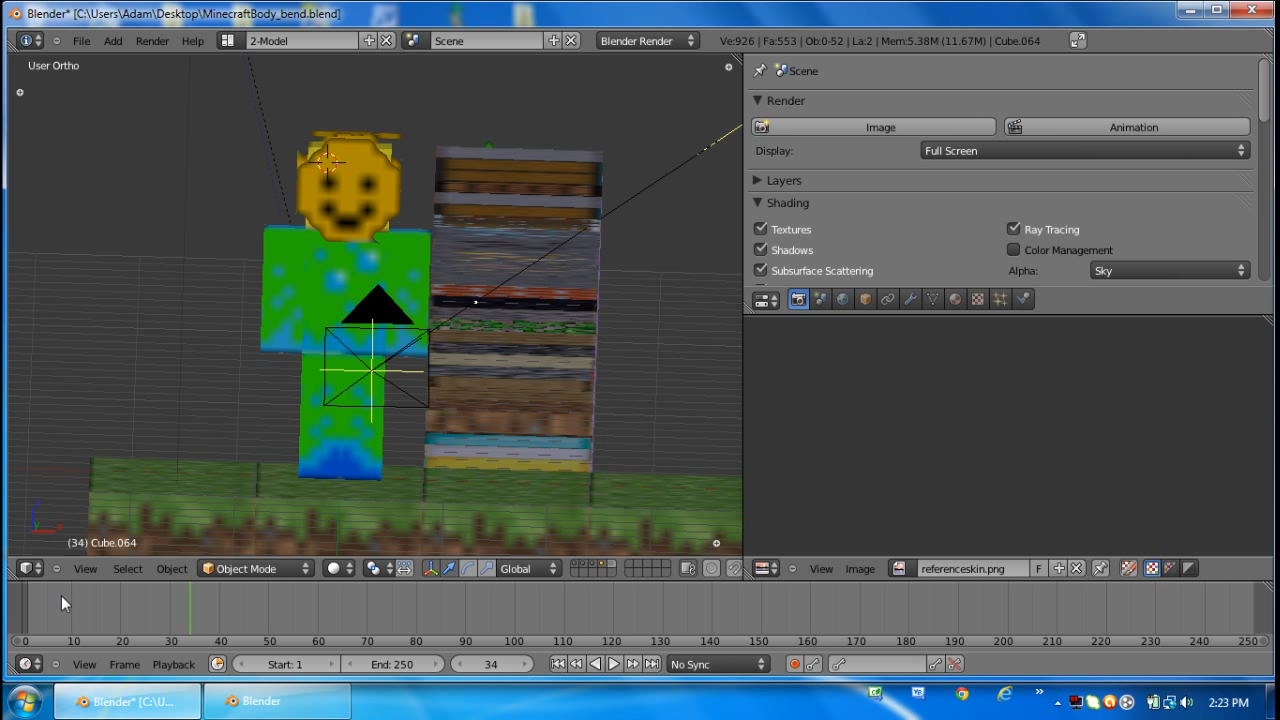 Blender* [C:\Users\Adam\Desktop\MinecraftBody_bend.blend]
File Add Render Help 2-Model Scene Blender Render Ve:926 | Fa:553 | Ob:0-52 | La:2 | Mem:5.38M (11.67M) | Cube.064
User Ortho
Scene
Render
Image Animation
Display: Full Screen
Layers
Shading
Textures Ray Tracing
Shadows Color Management
Subsurface Scattering Alpha: Sky
(34) Cube.064
View Select Object Object Mode Global
View Image referenceskin.png F
0 10 20 30 40 50 60 70 80 90 100 110 120 130 140 150 160 170 180 190 200 210 220 230 240 250
View Frame Playback Start: 1 End: 250 34 No Sync
Blender* [C:\U... Blender 2:23 PM